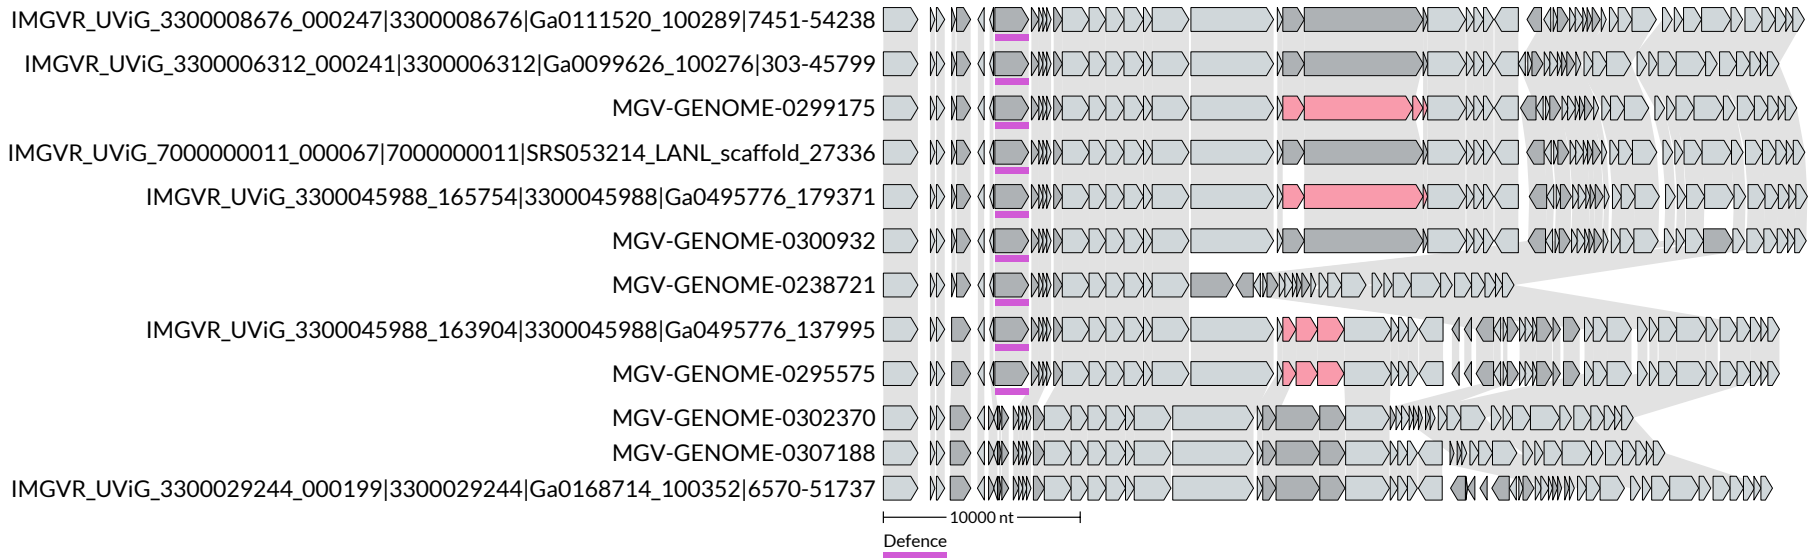 IMGVR_UViG_3300008676_000247|3300008676|Ga0111520_100289|7451-54238
IMGVR_UViG_3300006312_000241|3300006312|Ga0099626_100276|303-45799
MGV-GENOME-0299175
IMGVR_UViG_7000000011_000067|7000000011|SRS053214_LANL_scaffold_27336
IMGVR_UViG_3300045988_165754|3300045988|Ga0495776_179371
MGV-GENOME-0300932
MGV-GENOME-0238721
IMGVR_UViG_3300045988_163904|3300045988|Ga0495776_137995
MGV-GENOME-0295575
MGV-GENOME-0302370
MGV-GENOME-0307188
IMGVR_UViG_3300029244_000199|3300029244|Ga0168714_100352|6570-51737
10000 nt
Defence